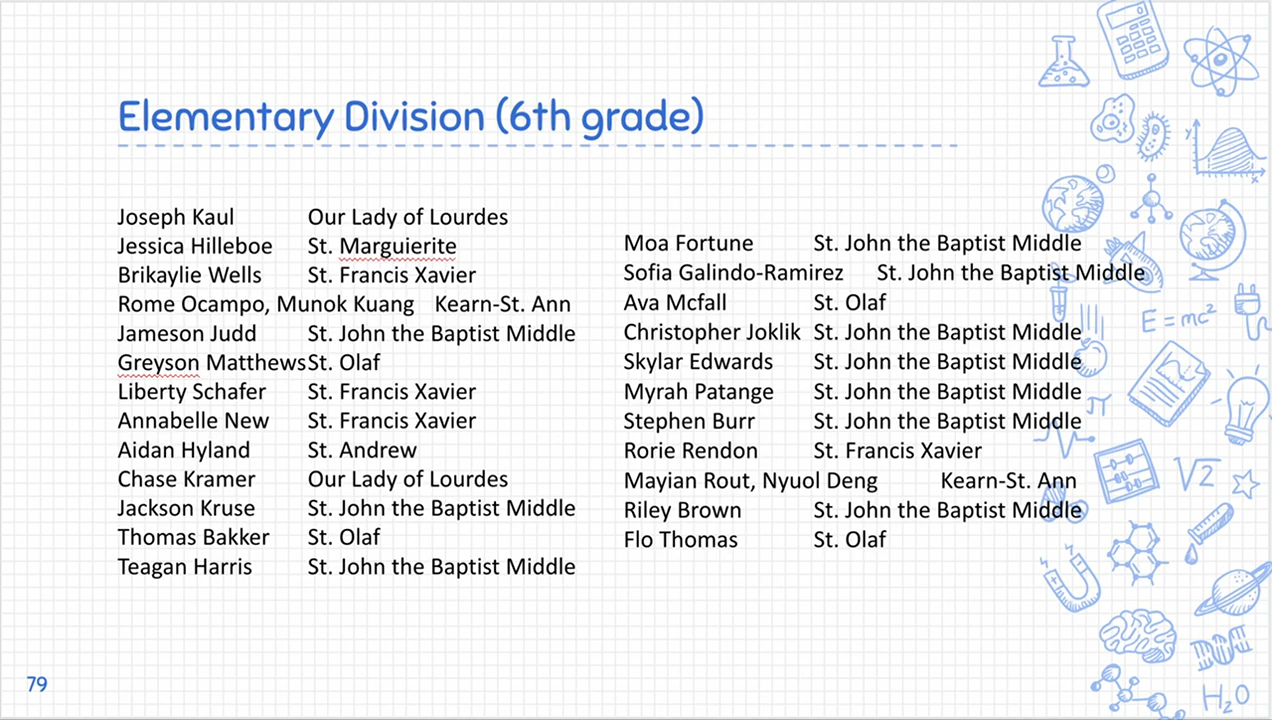 Elementary Division (6th grade)
Joseph Kaul Our Lady of Lourdes
Jessica Hilleboe St. Marguierite
Brikaylie Wells St. Francis Xavier
Rome Ocampo, Munok Kuang Kearn-St. Ann
Jameson Judd St. John the Baptist Middle
Greyson Matthews St. Olaf
Liberty Schafer St. Francis Xavier
Annabelle New St. Francis Xavier
Aidan Hyland St. Andrew
Chase Kramer Our Lady of Lourdes
Jackson Kruse St. John the Baptist Middle
Thomas Bakker St. Olaf
Teagan Harris St. John the Baptist Middle
Moa Fortune St. John the Baptist Middle
Sofia Galindo-Ramirez St. John the Baptist Middle
Ava Mcfall St. Olaf
Christopher Joklik St. John the Baptist Middle
Skylar Edwards St. John the Baptist Middle
Myrah Patange St. John the Baptist Middle
Stephen Burr St. John the Baptist Middle
Rorie Rendon St. Francis Xavier
Mayian Rout, Nyuol Deng Kearn-St. Ann
Riley Brown St. John the Baptist Middle
Flo Thomas St. Olaf
y
x
E=mc²
π
√2
H₂O
79